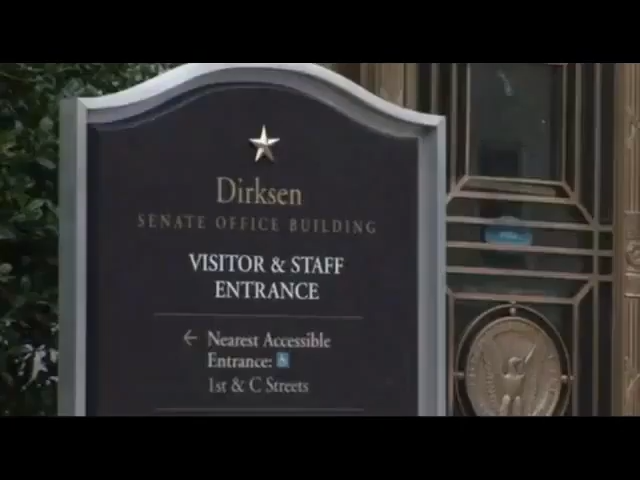 Dirksen
SENATE OFFICE BUILDING
VISITOR & STAFF
ENTRANCE
← Nearest Accessible
Entrance: ♿
1st & C Streets